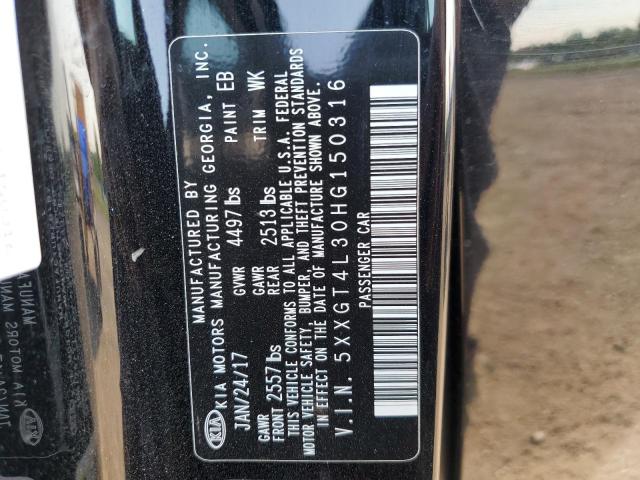 KIA
MANUFACTURED BY
KIA MOTORS MANUFACTURING GEORGIA, INC.
JAN/24/17 GVWR 4497 lbs PAINT EB
GAWR FRONT 2557 lbs GAWR REAR 2513 lbs TRIM WK
THIS VEHICLE CONFORMS TO ALL APPLICABLE U.S.A. FEDERAL
MOTOR VEHICLE SAFETY, BUMPER, AND THEFT PREVENTION STANDARDS
IN EFFECT ON THE DATE OF MANUFACTURE SHOWN ABOVE.
V.I.N. 5XXGT4L30HG150316
PASSENGER CAR